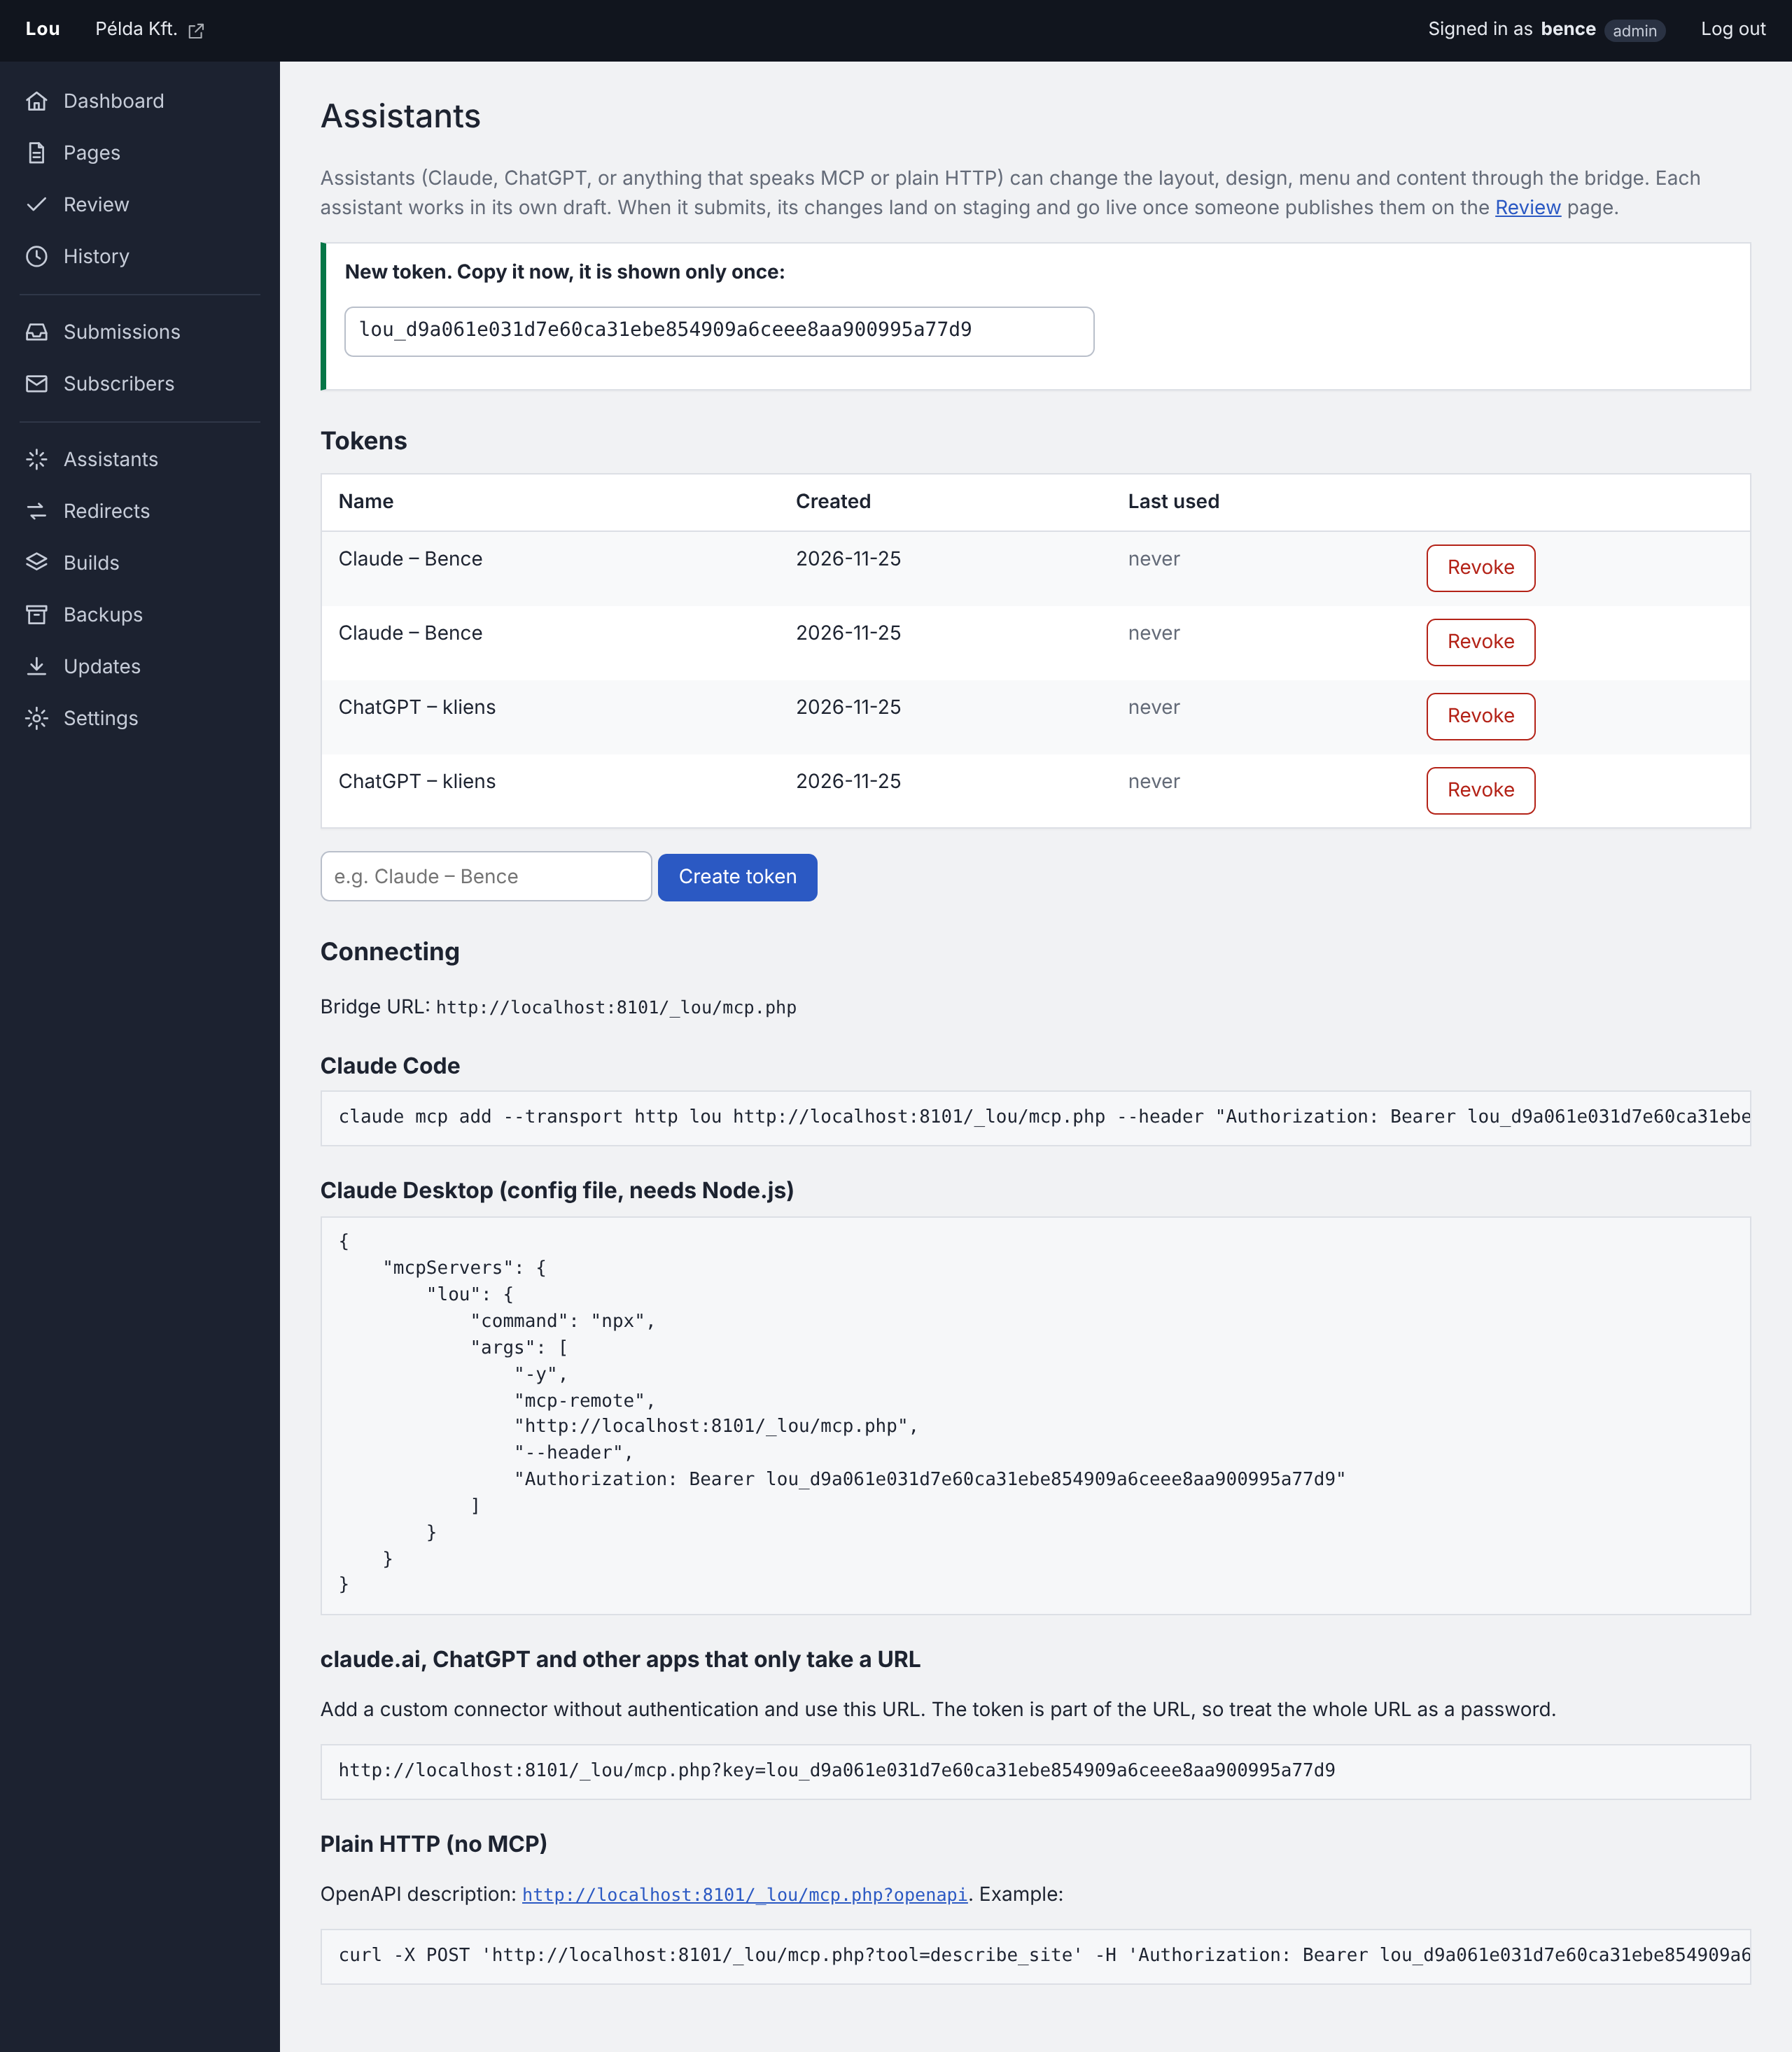 Lou Példa Kft. Signed in as bence admin Log out
Dashboard
Pages
Review
History
Submissions
Subscribers
Assistants
Redirects
Builds
Backups
Updates
Settings
Assistants
Assistants (Claude, ChatGPT, or anything that speaks MCP or plain HTTP) can change the layout, design, menu and content through the bridge. Each
assistant works in its own draft. When it submits, its changes land on staging and go live once someone publishes them on the Review page.
New token. Copy it now, it is shown only once:
lou_d9a061e031d7e60ca31ebe854909a6ceee8aa900995a77d9
Tokens
Name Created Last used
Claude – Bence 2026-11-25 never Revoke
Claude – Bence 2026-11-25 never Revoke
ChatGPT – kliens 2026-11-25 never Revoke
ChatGPT – kliens 2026-11-25 never Revoke
e.g. Claude – Bence Create token
Connecting
Bridge URL: http://localhost:8101/_lou/mcp.php
Claude Code
claude mcp add --transport http lou http://localhost:8101/_lou/mcp.php --header "Authorization: Bearer lou_d9a061e031d7e60ca31ebe
Claude Desktop (config file, needs Node.js)
{
    "mcpServers": {
        "lou": {
            "command": "npx",
            "args": [
                "-y",
                "mcp-remote",
                "http://localhost:8101/_lou/mcp.php",
                "--header",
                "Authorization: Bearer lou_d9a061e031d7e60ca31ebe854909a6ceee8aa900995a77d9"
            ]
        }
    }
}
claude.ai, ChatGPT and other apps that only take a URL
Add a custom connector without authentication and use this URL. The token is part of the URL, so treat the whole URL as a password.
http://localhost:8101/_lou/mcp.php?key=lou_d9a061e031d7e60ca31ebe854909a6ceee8aa900995a77d9
Plain HTTP (no MCP)
OpenAPI description: http://localhost:8101/_lou/mcp.php?openapi. Example:
curl -X POST 'http://localhost:8101/_lou/mcp.php?tool=describe_site' -H 'Authorization: Bearer lou_d9a061e031d7e60ca31ebe854909a6